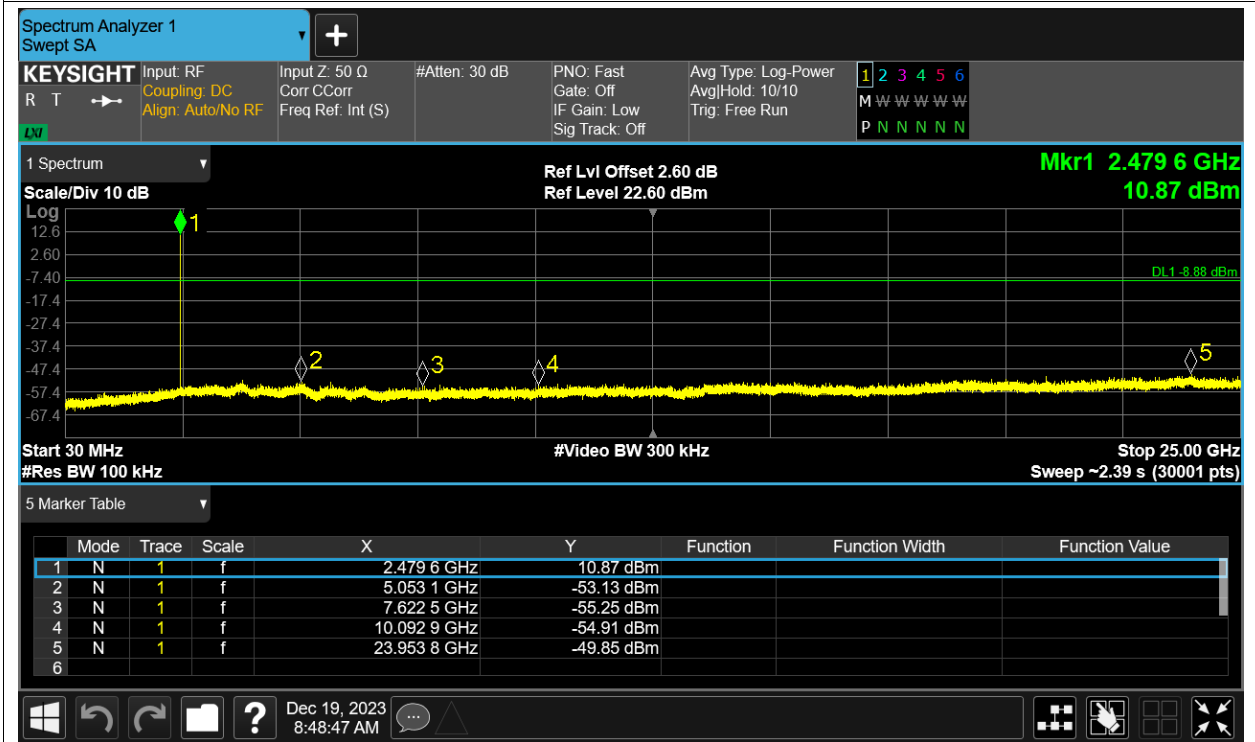 Spectrum Analyzer 1
Swept SA
KEYSIGHT
R T
LXI
Input: RF
Coupling: DC
Align: Auto/No RF
Input Z: 50 Ω
Corr CCorr
Freq Ref: Int (S)
#Atten: 30 dB
PNO: Fast
Gate: Off
IF Gain: Low
Sig Track: Off
Avg Type: Log-Power
Avg|Hold: 10/10
Trig: Free Run
1 2 3 4 5 6
M W W W W W
P N N N N N
1 Spectrum
Scale/Div 10 dB
Ref Lvl Offset 2.60 dB
Ref Level 22.60 dBm
Mkr1 2.479 6 GHz
10.87 dBm
Log
12.6
2.60
-7.40
-17.4
-27.4
-37.4
-47.4
-57.4
-67.4
1
2
3
4
5
DL1 -8.88 dBm
Start 30 MHz
#Res BW 100 kHz
#Video BW 300 kHz
Stop 25.00 GHz
Sweep ~2.39 s (30001 pts)
5 Marker Table
Mode Trace Scale X Y Function Function Width Function Value
1 N 1 f 2.479 6 GHz 10.87 dBm
2 N 1 f 5.053 1 GHz -53.13 dBm
3 N 1 f 7.622 5 GHz -55.25 dBm
4 N 1 f 10.092 9 GHz -54.91 dBm
5 N 1 f 23.953 8 GHz -49.85 dBm
6
?
Dec 19, 2023
8:48:47 AM